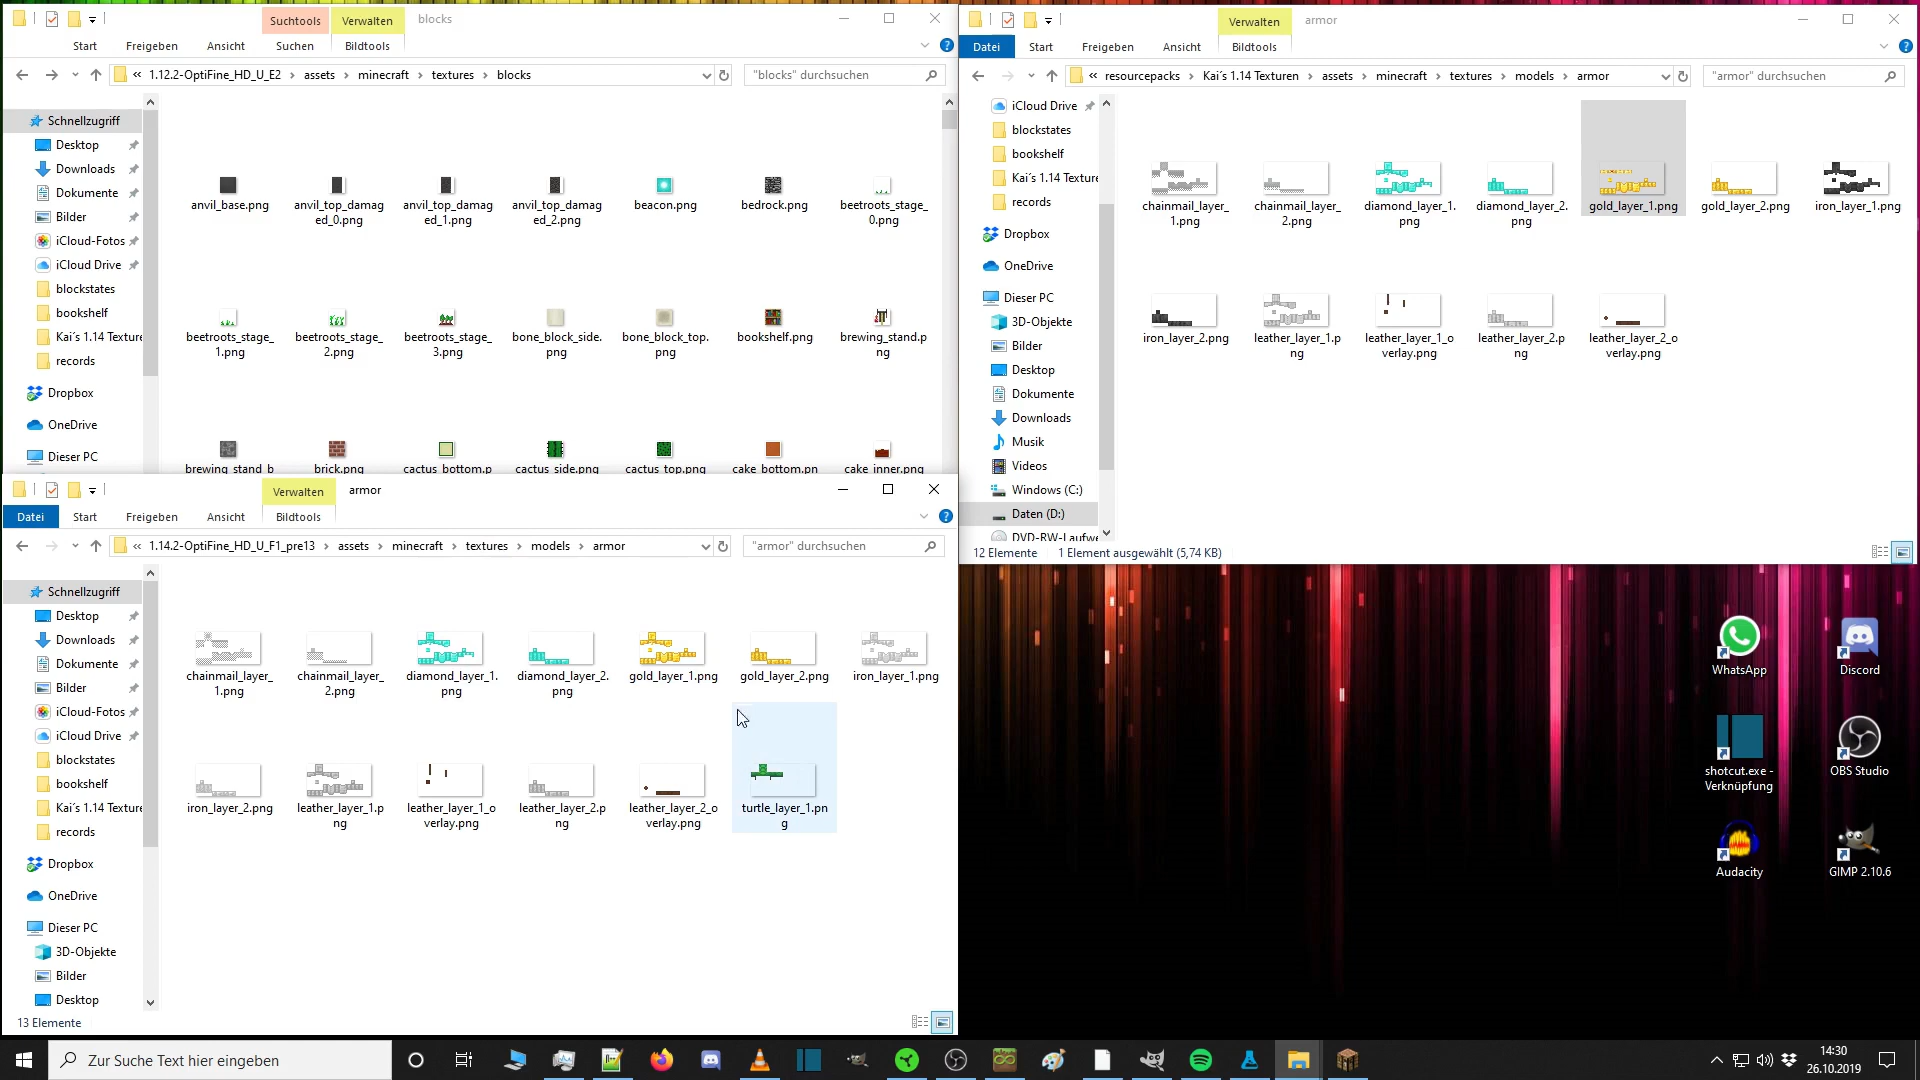 Suchtools
Verwalten
blocks
Start
Freigeben
Ansicht
Suchen
Bildtools
« 1.12.2-OptiFine_HD_U_E2 › assets › minecraft › textures › blocks
"blocks" durchsuchen
Schnellzugriff
Desktop
Downloads
Dokumente
Bilder
iCloud-Fotos
iCloud Drive
blockstates
bookshelf
Kai´s 1.14 Texture
records
Dropbox
OneDrive
Dieser PC
anvil_base.png
anvil_top_damag
ed_0.png
anvil_top_damag
ed_1.png
anvil_top_damag
ed_2.png
beacon.png
bedrock.png
beetroots_stage_
0.png
beetroots_stage_
1.png
beetroots_stage_
2.png
beetroots_stage_
3.png
bone_block_side.
png
bone_block_top.
png
bookshelf.png
brewing_stand.p
ng
brewing_stand_b
brick.png
cactus_bottom.p
cactus_side.png
cactus_top.png
cake_bottom.pn
cake_inner.png
Verwalten
armor
Datei
Start
Freigeben
Ansicht
Bildtools
« resourcepacks › Kai´s 1.14 Texturen › assets › minecraft › textures › models › armor
"armor" durchsuchen
iCloud Drive
blockstates
bookshelf
Kai´s 1.14 Texture
records
Dropbox
OneDrive
Dieser PC
3D-Objekte
Bilder
Desktop
Dokumente
Downloads
Musik
Videos
Windows (C:)
Daten (D:)
DVD-RW-Laufwe
chainmail_layer_
1.png
chainmail_layer_
2.png
diamond_layer_1.
png
diamond_layer_2.
png
gold_layer_1.png
gold_layer_2.png
iron_layer_1.png
iron_layer_2.png
leather_layer_1.p
ng
leather_layer_1_o
verlay.png
leather_layer_2.p
ng
leather_layer_2_o
verlay.png
12 Elemente
1 Element ausgewählt (5,74 KB)
Verwalten
armor
Datei
Start
Freigeben
Ansicht
Bildtools
« 1.14.2-OptiFine_HD_U_F1_pre13 › assets › minecraft › textures › models › armor
"armor" durchsuchen
Schnellzugriff
Desktop
Downloads
Dokumente
Bilder
iCloud-Fotos
iCloud Drive
blockstates
bookshelf
Kai´s 1.14 Texture
records
Dropbox
OneDrive
Dieser PC
3D-Objekte
Bilder
Desktop
chainmail_layer_
1.png
chainmail_layer_
2.png
diamond_layer_1.
png
diamond_layer_2.
png
gold_layer_1.png
gold_layer_2.png
iron_layer_1.png
iron_layer_2.png
leather_layer_1.p
ng
leather_layer_1_o
verlay.png
leather_layer_2.p
ng
leather_layer_2_o
verlay.png
turtle_layer_1.pn
g
13 Elemente
WhatsApp
Discord
shotcut.exe -
Verknüpfung
OBS Studio
Audacity
GIMP 2.10.6
Zur Suche Text hier eingeben
14:30
26.10.2019